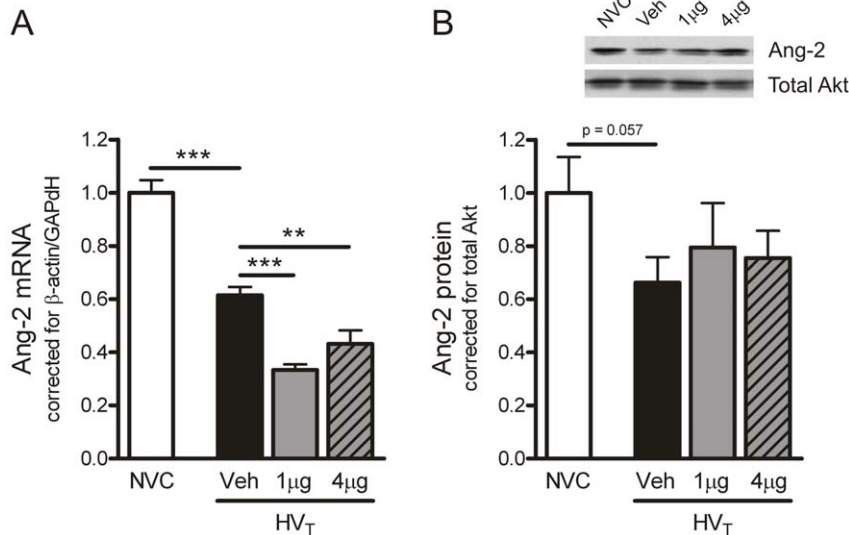 A
Ang-2 mRNA
corrected for β-actin/GAPdH
1.2
1.0
0.8
0.6
0.4
0.2
0.0
***
**
***
NVC
Veh
1μg
4μg
HVT
B
NVC
Veh
1μg
4μg
Ang-2
Total Akt
Ang-2 protein
corrected for total Akt
1.2
1.0
0.8
0.6
0.4
0.2
0.0
p = 0.057
NVC
Veh
1μg
4μg
HVT